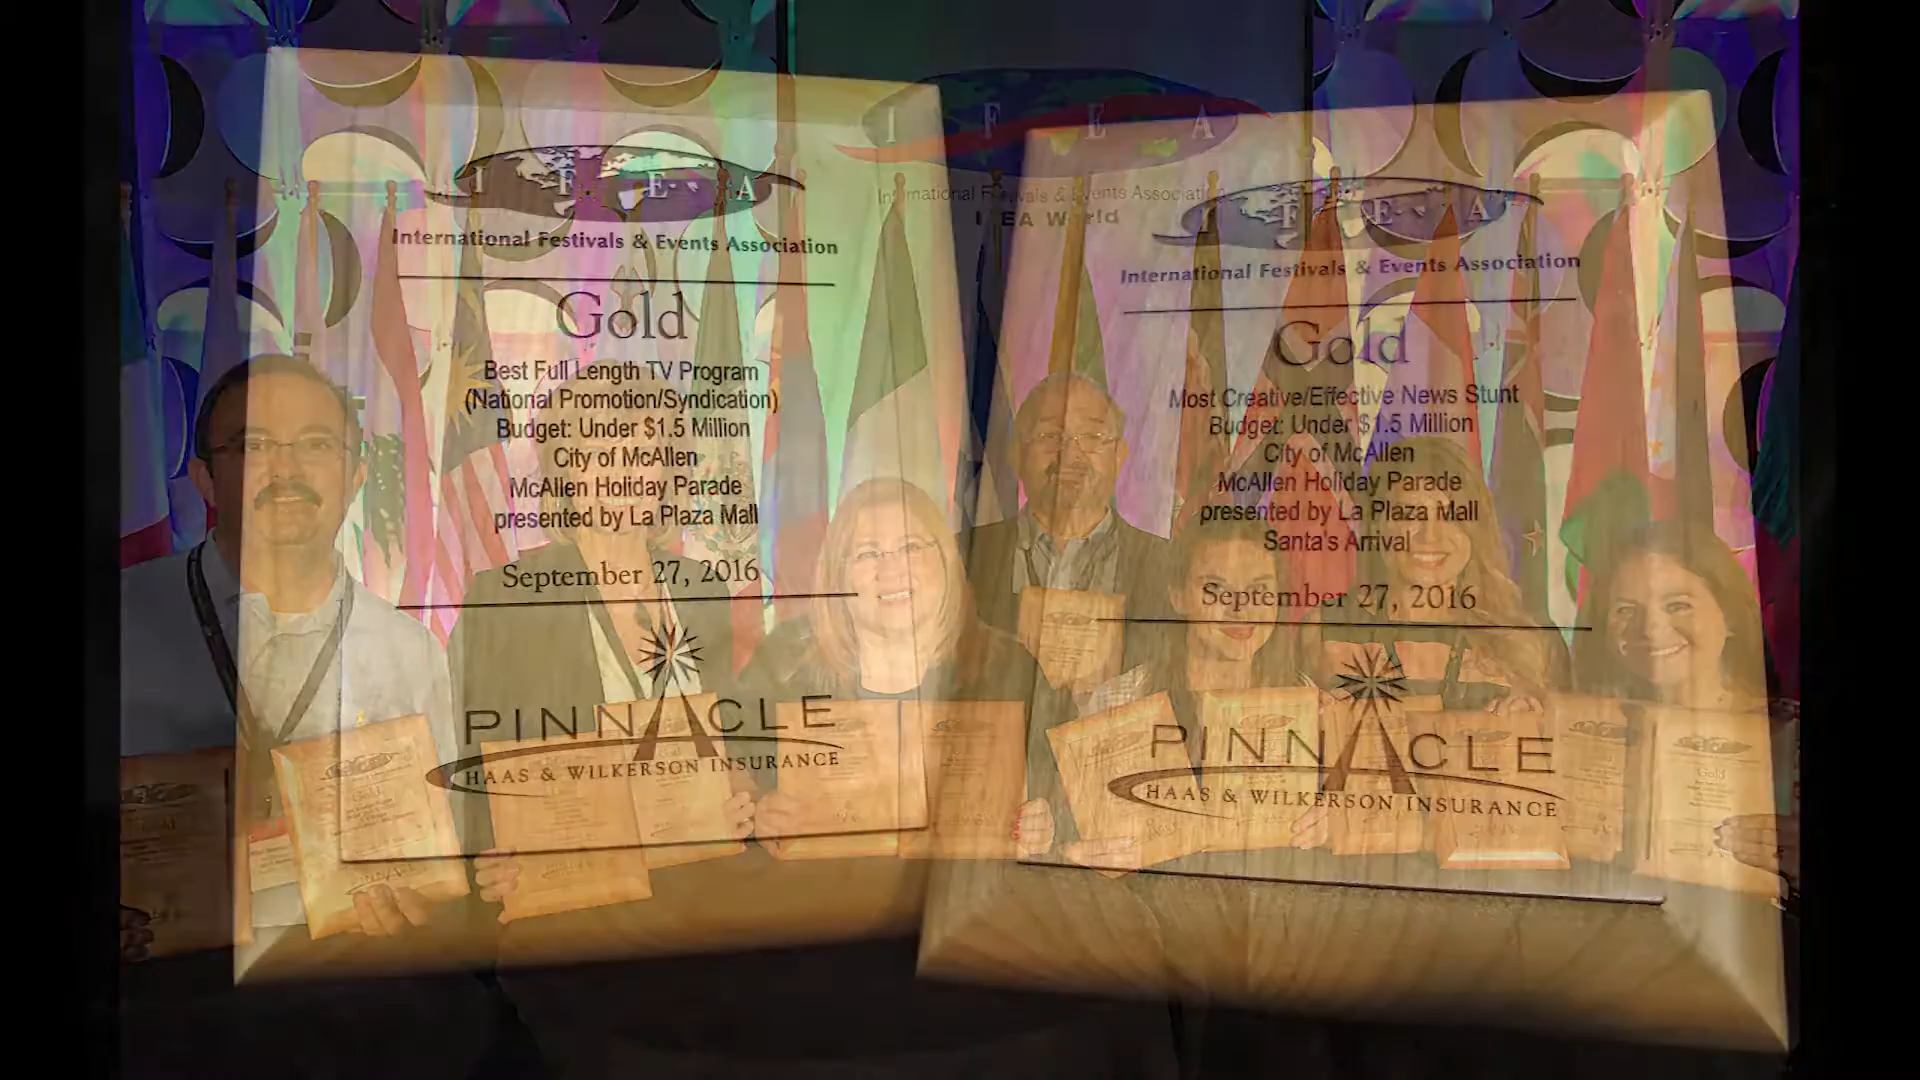 I F E A
International Festivals & Events Association
Gold
Best Full Length TV Program
(National Promotion/Syndication)
Budget: Under $1.5 Million
City of McAllen
McAllen Holiday Parade
presented by La Plaza Mall
September 27, 2016
PINNACLE
HAAS & WILKERSON INSURANCE
I F E A
International Festivals & Events Association
I F E A
International Festivals & Events Association
Gold
Most Creative/Effective News Stunt
Budget: Under $1.5 Million
City of McAllen
McAllen Holiday Parade
presented by La Plaza Mall
Santa's Arrival
September 27, 2016
PINNACLE
HAAS & WILKERSON INSURANCE
Gold
Gold